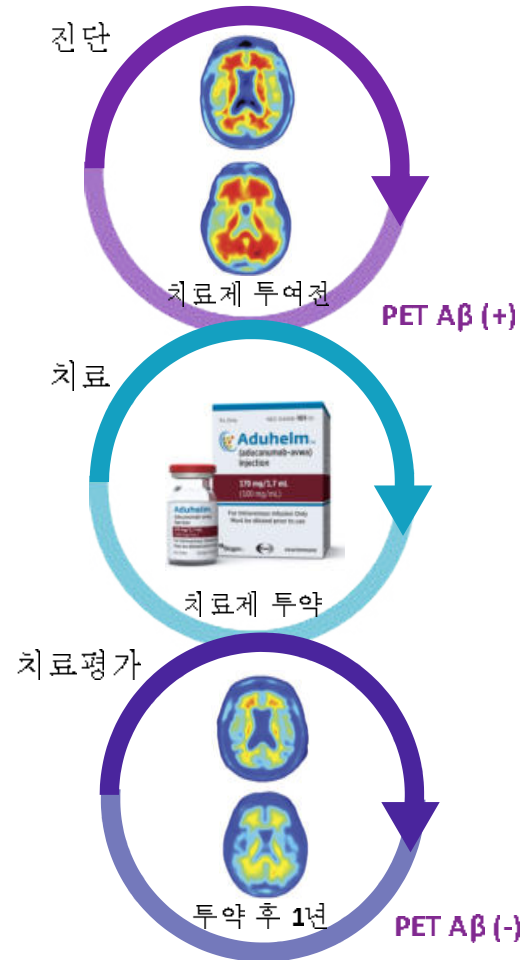 진단
치료제 투여전
PET Aβ (+)
치료
Aduhelm
(aducanumab-avwa)
injection
170 mg/1.7 mL
(100 mg/mL)
For Intravenous Infusion Only
Must be diluted prior to use
Aduhelm
치료제 투약
치료평가
투약 후 1년
PET Aβ (-)